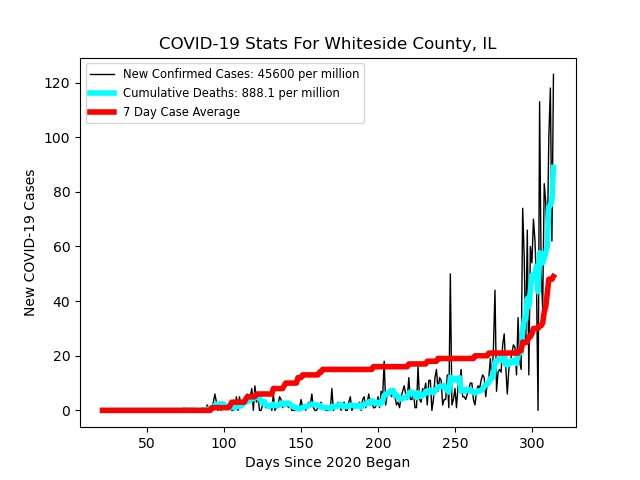 COVID-19 Stats For Whiteside County, IL
New Confirmed Cases: 45600 per million
Cumulative Deaths: 888.1 per million
7 Day Case Average
New COVID-19 Cases
120
100
80
60
40
20
0
50 100 150 200 250 300
Days Since 2020 Began